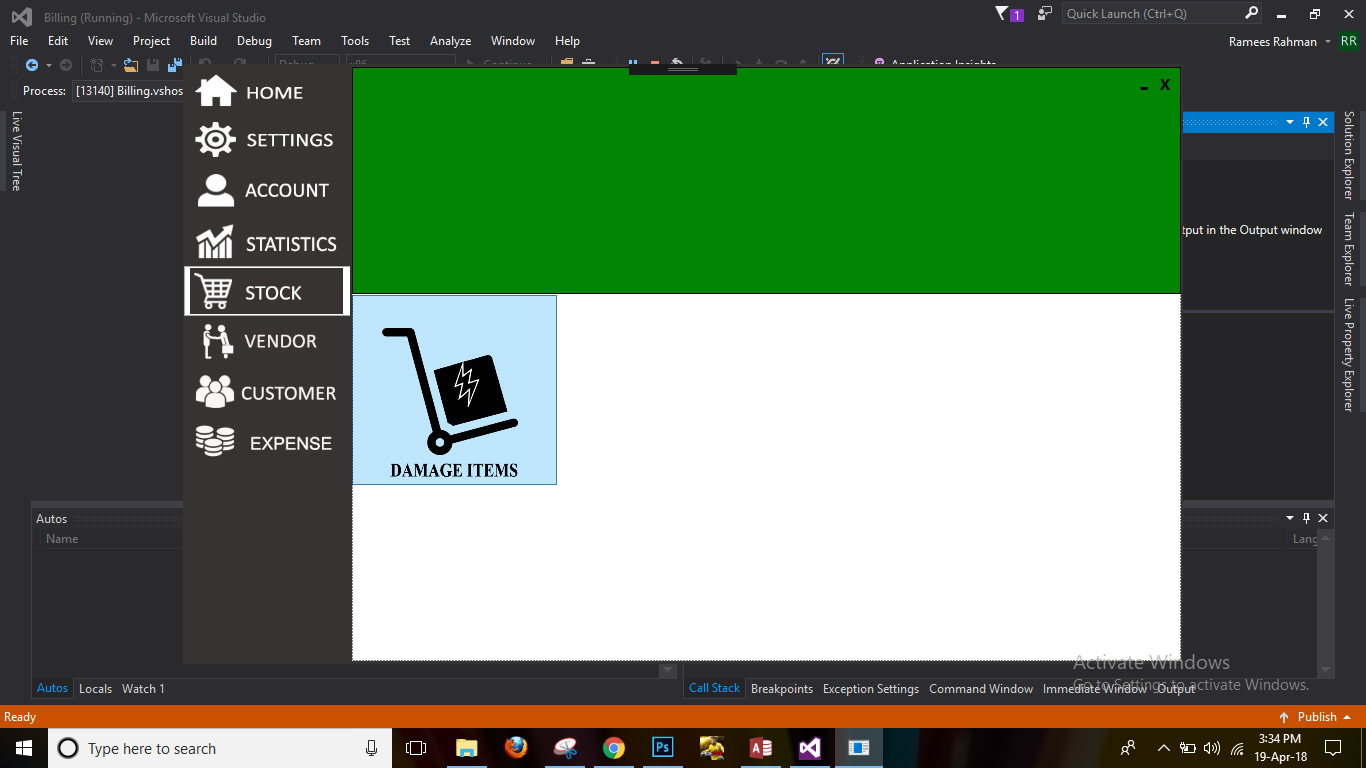 Billing (Running) - Microsoft Visual Studio
1
Quick Launch (Ctrl+Q)
File Edit View Project Build Debug Team Tools Test Analyze Window Help
Ramees Rahman
RR
Process: [13140] Billing.vshos
HOME
SETTINGS
ACCOUNT
STATISTICS
STOCK
VENDOR
CUSTOMER
EXPENSE
X
DAMAGE ITEMS
Live Visual Tree
Solution Explorer
Team Explorer
Live Property Explorer
tput in the Output window
Autos
Name
Lang
Autos Locals Watch 1
Call Stack Breakpoints Exception Settings Command Window Immediate Window Output
Activate Windows
Go to Settings to activate Windows.
Ready
Publish
Type here to search
Ps
3:34 PM
19-Apr-18